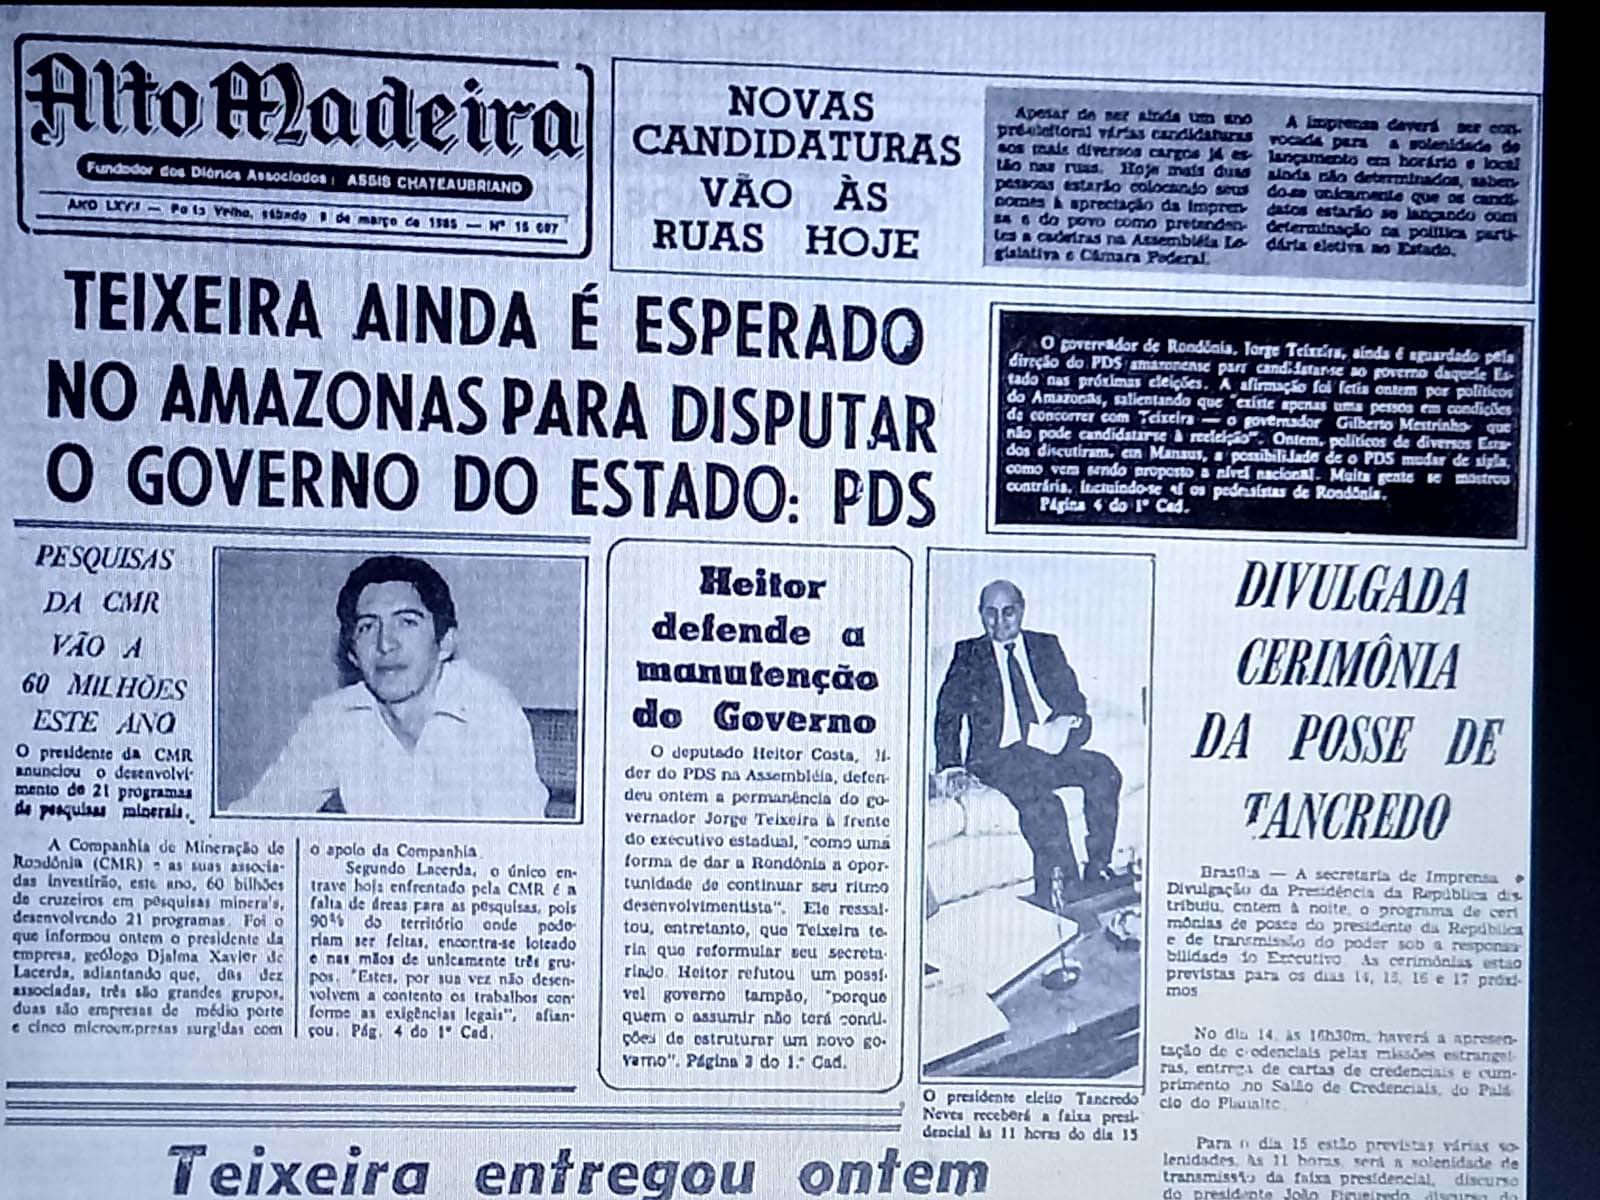 Alto Madeira
Fundador dos Diários Associados: ASSIS CHATEAUBRIAND
sábado 9 de março de 1985 — Nº
NOVAS
CANDIDATURAS
VÃO ÀS
RUAS HOJE
Apesar de ser ainda um ano
pré-eleitoral várias candidaturas
aos mais diversos cargos já es-
tão nas ruas. Hoje mais duas
pessoas estarão colocando seus
nomes à apreciação da impren-
sa e do povo como pretenden-
tes a cadeiras na Assembléia Le-
gislativa e Câmara Federal.
A imprensa deverá ser con-
vocada para a solenidade de
lançamento em horário e local
ainda não determinados, saben-
do-se unicamente que os candi-
datos estarão se lançando com
determinação na política parti-
dária eletiva ao Estado.
TEIXEIRA AINDA É ESPERADO
NO AMAZONAS PARA DISPUTAR
O GOVERNO DO ESTADO: PDS
O governador de Rondônia, Jorge Teixeira, ainda é aguardado pela
direção do PDS amazonense para candidatar-se ao governo daquele Es-
tado nas próximas eleições. A afirmação foi fetia ontem por políticos
do Amazonas, salientando que "existe apenas uma pessoa em condições
de concorrer com Teixeira — o governador Gilberto Mestrinho- que
não pode candidatar-se à reeleição". Ontem, políticos de diversos Esta-
dos discutiram, em Manaus, a possibilidade de o PDS mudar de sigla,
como vem sendo proposto a nível nacional. Muita gente se mostrou
contrária, incluindo-se aí os pedessistas de Rondônia.
Página 4 do 1º Cad.
PESQUISAS
DA CMR
VÃO A
60 MILHÕES
ESTE ANO
O presidente da CMR
anunciou o desenvolvi-
mento de 21 programas
de pesquisas minerais.
A Companhia de Mineração de
Rondônia (CMR) e as suas associa-
das investirão, este ano, 60 bilhões
de cruzeiros em pesquisas minera's,
desenvolvendo 21 programas. Foi o
que informou ontem o presidente da
empresa, geólogo Djalma Xavier de
Lacerda, adiantando que, das dez
associadas, três são grandes grupos,
duas são empresas de médio porte
e cinco microempresas surgidas com
o apoio da Companhia.
Segundo Lacerda, o único en-
trave hoje enfrentado pela CMR é a
falta de áreas para as pesquisas, pois
90% do território onde pode-
riam ser feitas, encontra-se loteado
e nas mãos de unicamente três gru-
pos. "Estes, por sua vez não desen-
volvem a contento os trabalhos con-
forme as exigências legais", afian-
çou. Pág. 4 do 1º Cad.
Heitor
defende a
manutenção
do Governo
O deputado Heitor Costa, lí-
der do PDS na Assembléia, defen-
deu ontem a permanência do go-
vernador Jorge Teixeira à frente
do executivo estadual, "como uma
forma de dar a Rondônia a opor-
tunidade de continuar seu ritmo
desenvolvimentista". Ele ressal-
tou, entretanto, que Teixeira te-
ria que reformular seu secreta-
riado. Heitor refutou um possí-
vel governo tampão, "porque
quem o assumir não terá condi-
ções de estruturar um novo go-
verno". Página 3 do 1.º Cad.
O presidente eleito Tancredo
Neves receberá a faixa presi-
dencial às 11 horas do dia 15
DIVULGADA
CERIMÔNIA
DA POSSE DE
TANCREDO
Brasília — A secretaria de Imprensa e
Divulgação da Presidência da República dis-
tribuiu, ontem à noite, o programa de ceri
mônias de posse do presidente da República
e de transmissão do poder sob a responsa-
bilidade do Executivo. As cerimônias estão
previstas para os dias 14, 15, 16 e 17 próxi-
mos
No dia 14, às 16h30m, haverá a apresen-
tação de credenciais pelas missões estrangei-
ras, entrega de cartas de credenciais e cum-
primento no Salão de Credenciais, do Palá-
cio do Planalto.
Para o dia 15 estão previstas várias so-
lenidades. Às 11 horas, será a solenidade de
transmissão da faixa presidencial, discurso
do presidente João Figueiredo, discurso
Teixeira entregou ontem